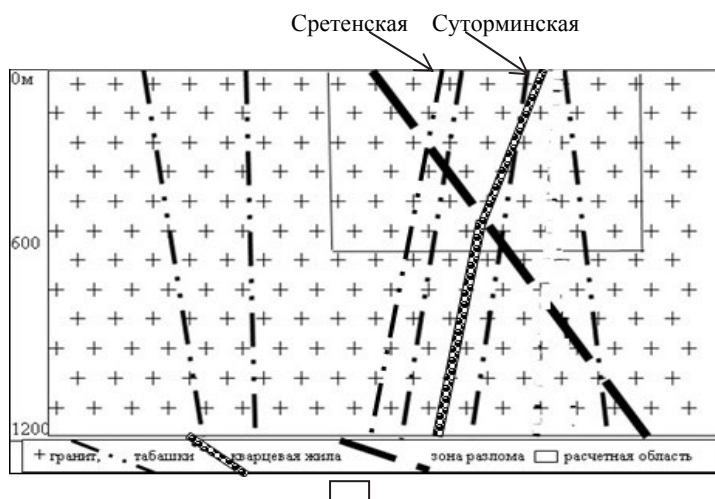 Сретенская Суторминская
0м
600
1200
+ гранит, табашки кварцевая жила зона разлома расчетная область